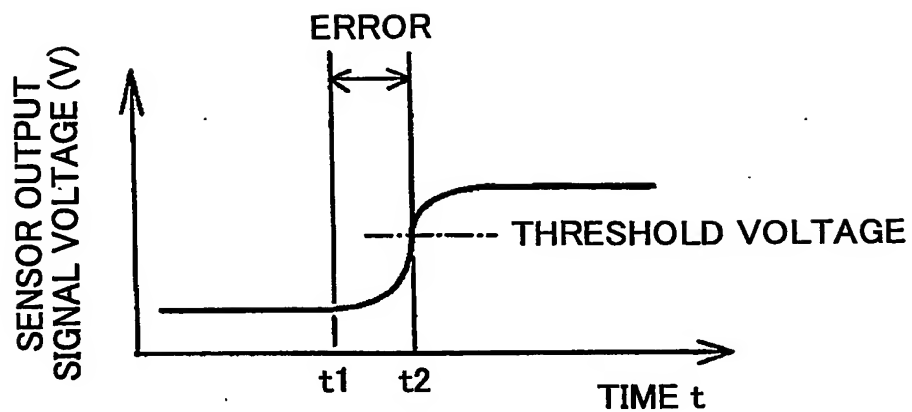 ERROR
SENSOR OUTPUT
SIGNAL VOLTAGE (V)
THRESHOLD VOLTAGE
t1 t2
TIME t